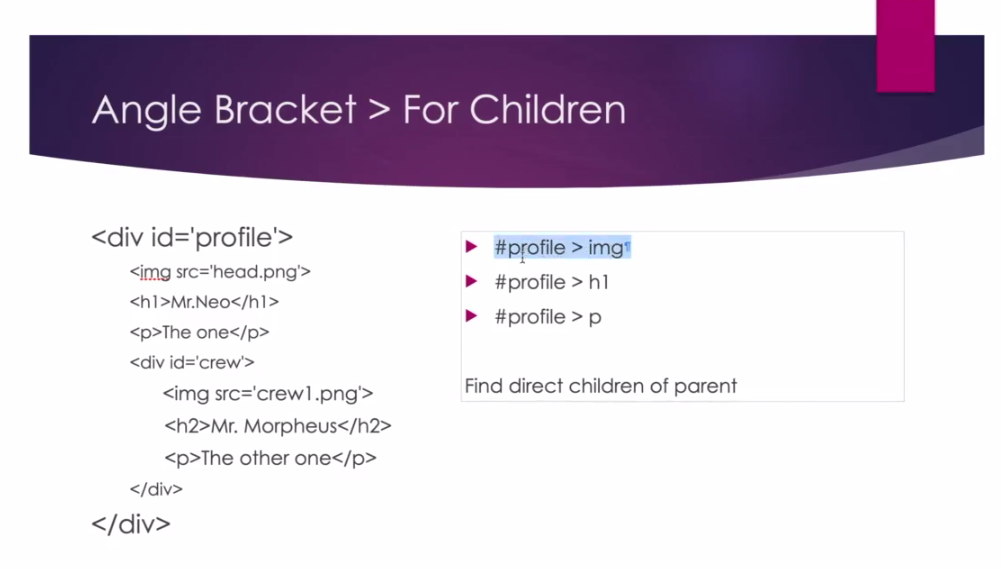 Angle Bracket > For Children
<div id='profile'>
<img src='head.png'>
<h1>Mr.Neo</h1>
<p>The one</p>
<div id='crew'>
<img src='crew1.png'>
<h2>Mr. Morpheus</h2>
<p>The other one</p>
</div>
</div>
#profile > img¶
#profile > h1
#profile > p
Find direct children of parent